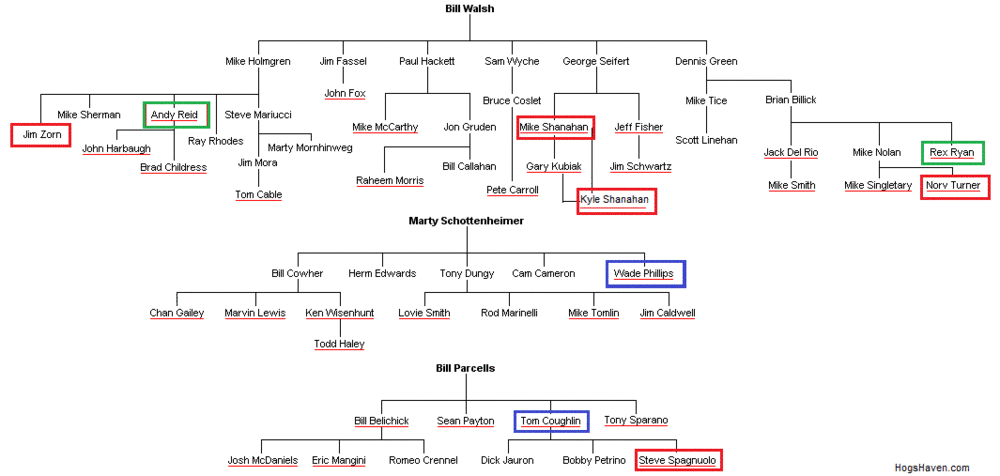 Bill Walsh
Mike Holmgren Jim Fassel Paul Hackett Sam Wyche George Seifert Dennis Green
John Fox
Mike Sherman Andy Reid Steve Mariucci Bruce Coslet Mike Tice Brian Billick
Jim Zorn Ray Rhodes Mike McCarthy Jon Gruden Mike Shanahan Jeff Fisher
John Harbaugh Marty Mornhinweg Scott Linehan
Brad Childress Jim Mora Bill Callahan Gary Kubiak Jim Schwartz Jack Del Rio Mike Nolan Rex Ryan
Raheem Morris
Tom Cable Pete Carroll Kyle Shanahan Mike Smith Mike Singletary Norv Turner
Marty Schottenheimer
Bill Cowher Herm Edwards Tony Dungy Cam Cameron Wade Phillips
Chan Gailey Marvin Lewis Ken Wisenhunt Lovie Smith Rod Marinelli Mike Tomlin Jim Caldwell
Todd Haley
Bill Parcells
Bill Belichick Sean Payton Tom Coughlin Tony Sparano
Josh McDaniels Eric Mangini Romeo Crennel Dick Jauron Bobby Petrino Steve Spagnuolo
HogsHaven.com